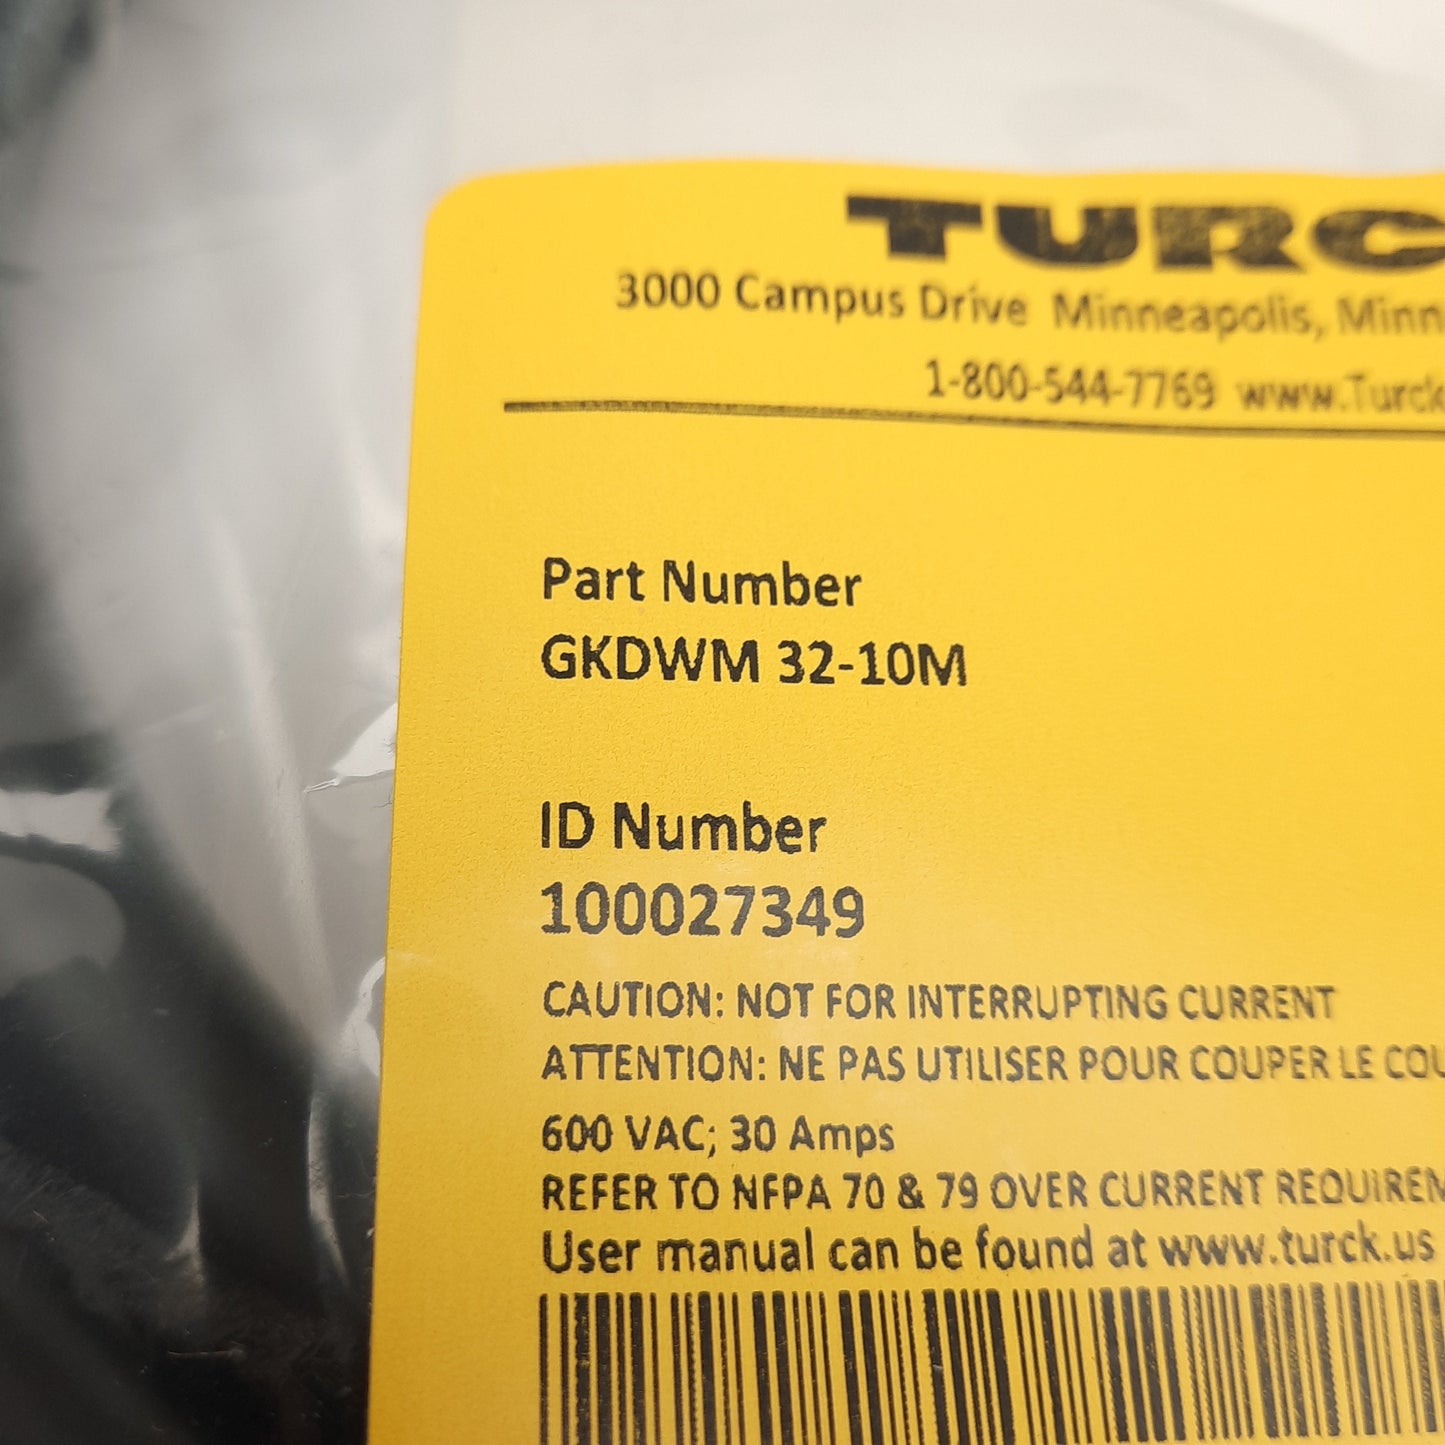 TURC
3000 Campus Drive Minneapolis, Minn
1-800-544-7769 www.Turck
Part Number
GKDWM 32-10M
ID Number
100027349
CAUTION: NOT FOR INTERRUPTING CURRENT
ATTENTION: NE PAS UTILISER POUR COUPER LE COU
600 VAC; 30 Amps
REFER TO NFPA 70 & 79 OVER CURRENT REQUIREM
User manual can be found at www.turck.us